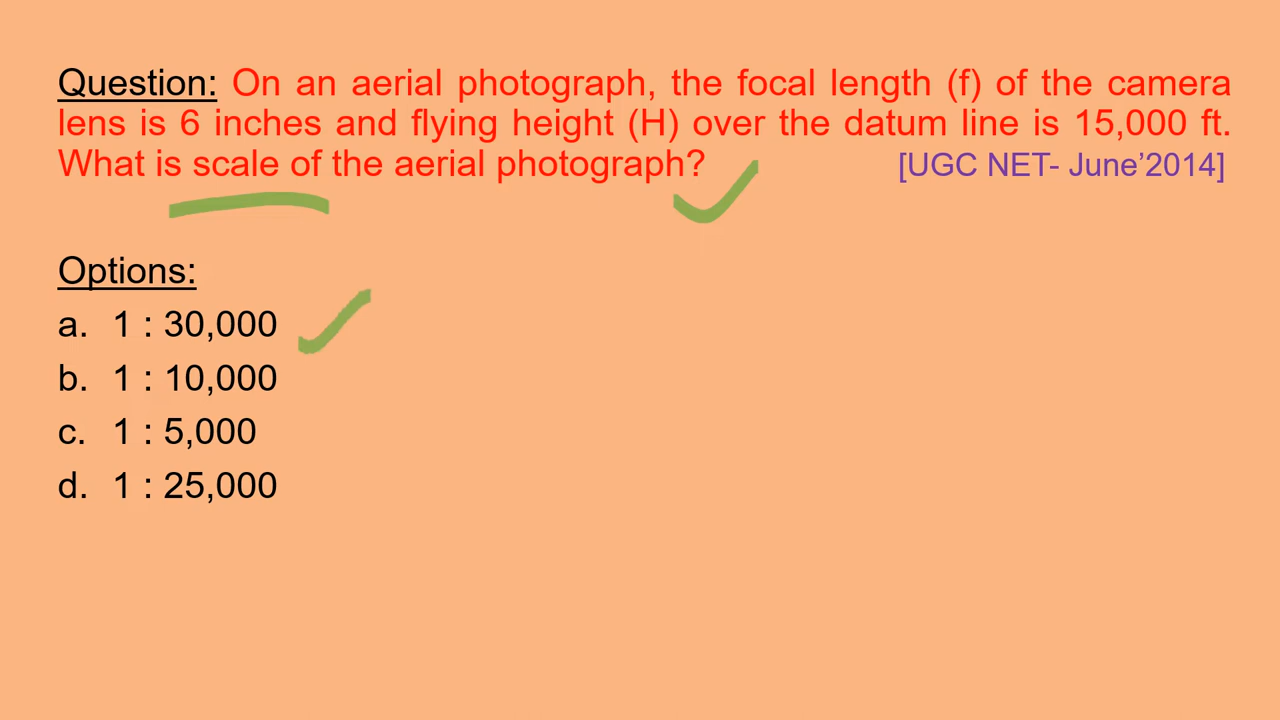 Question: On an aerial photograph, the focal length (f) of the camera
lens is 6 inches and flying height (H) over the datum line is 15,000 ft.
What is scale of the aerial photograph? [UGC NET- June’2014]
Options:
a. 1 : 30,000
b. 1 : 10,000
c. 1 : 5,000
d. 1 : 25,000